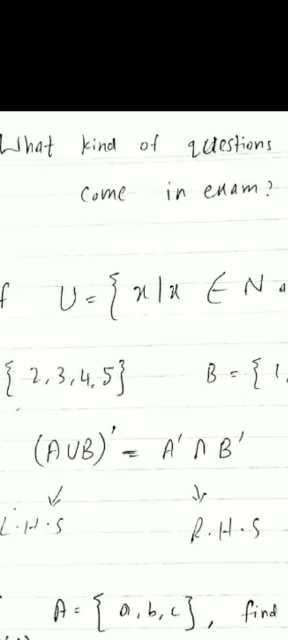 What kind of questions
come in exam?
f U = { x | x ∈ N a
{ 2, 3, 4, 5 } B = { 1,
(A ∪ B)' = A' ∩ B'
L.H.S R.H.S
A = { a, b, c }, find